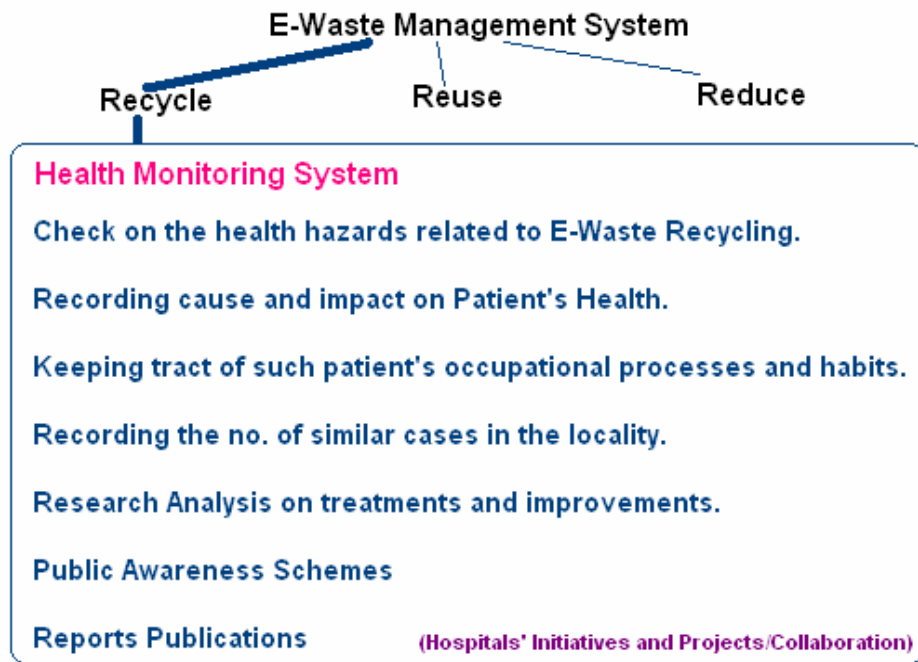 E-Waste Management System
Recycle Reuse Reduce
Health Monitoring System
Check on the health hazards related to E-Waste Recycling.
Recording cause and impact on Patient's Health.
Keeping tract of such patient's occupational processes and habits.
Recording the no. of similar cases in the locality.
Research Analysis on treatments and improvements.
Public Awareness Schemes
Reports Publications (Hospitals' Initiatives and Projects/Collaboration)